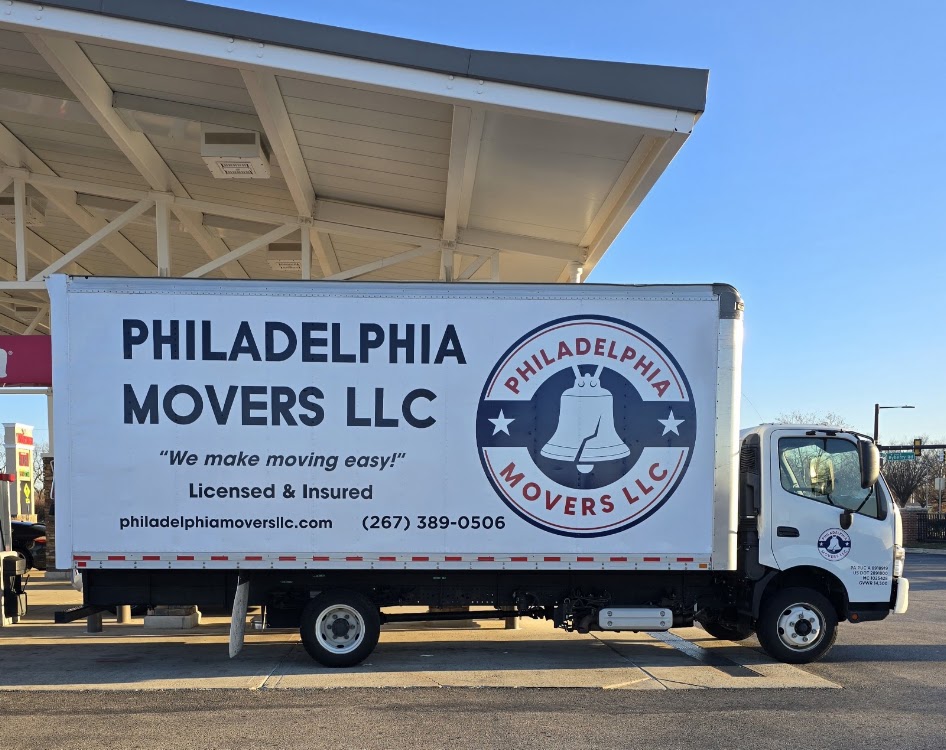 PHILADELPHIA
MOVERS LLC
"We make moving easy!"
Licensed & Insured
philadelphiamoversllc.com (267) 389-0506
PHILADELPHIA
MOVERS LLC